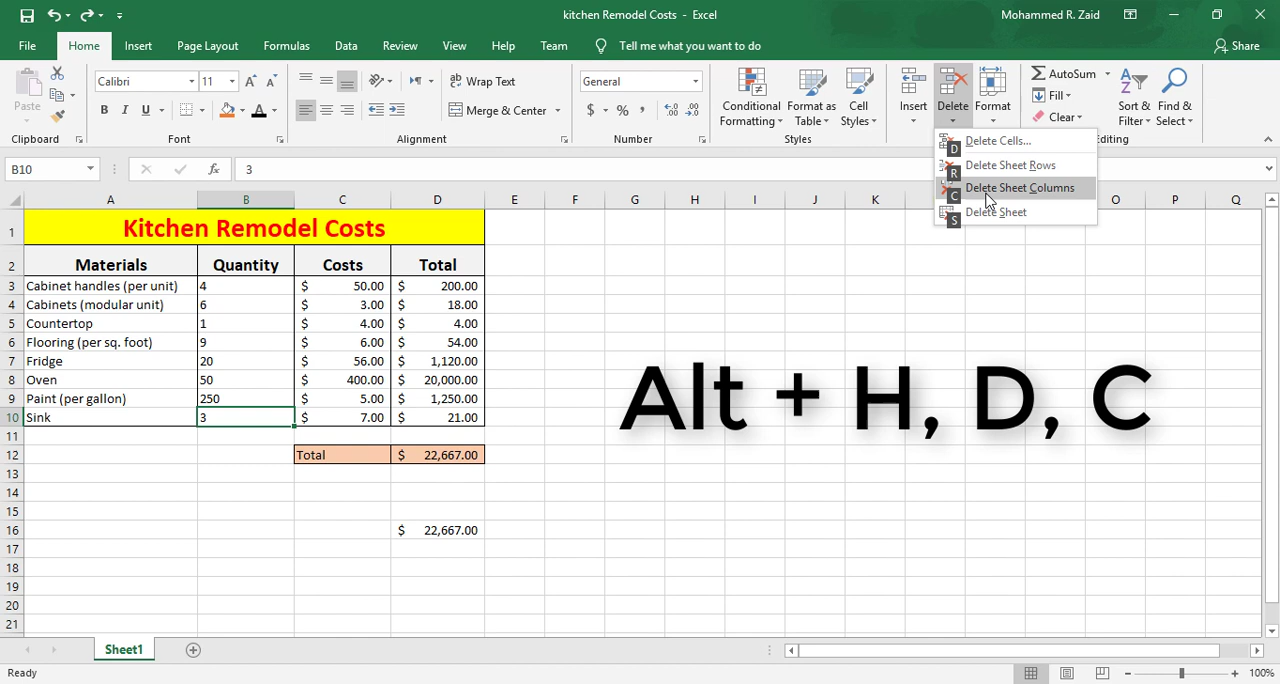 kitchen Remodel Costs - Excel
Mohammed R. Zaid
File Home Insert Page Layout Formulas Data Review View Help Team Tell me what you want to do Share
Calibri 11 Wrap Text General AutoSum
Paste B I U Merge & Center $ % , Conditional Formatting Format as Table Cell Styles Insert Delete Format Fill Clear Sort & Filter Find & Select
Clipboard Font Alignment Number Styles Editing
D Delete Cells...
R Delete Sheet Rows
C Delete Sheet Columns
S Delete Sheet
B10 fx 3
A B C D E F G H I J K O P Q
1 Kitchen Remodel Costs
2 Materials Quantity Costs Total
3 Cabinet handles (per unit) 4 $ 50.00 $ 200.00
4 Cabinets (modular unit) 6 $ 3.00 $ 18.00
5 Countertop 1 $ 4.00 $ 4.00
6 Flooring (per sq. foot) 9 $ 6.00 $ 54.00
7 Fridge 20 $ 56.00 $ 1,120.00
8 Oven 50 $ 400.00 $ 20,000.00
9 Paint (per gallon) 250 $ 5.00 $ 1,250.00
10 Sink 3 $ 7.00 $ 21.00
11
12 Total $ 22,667.00
13
14
15
16 $ 22,667.00
17
18
19
20
21
Alt + H, D, C
Sheet1
Ready 100%